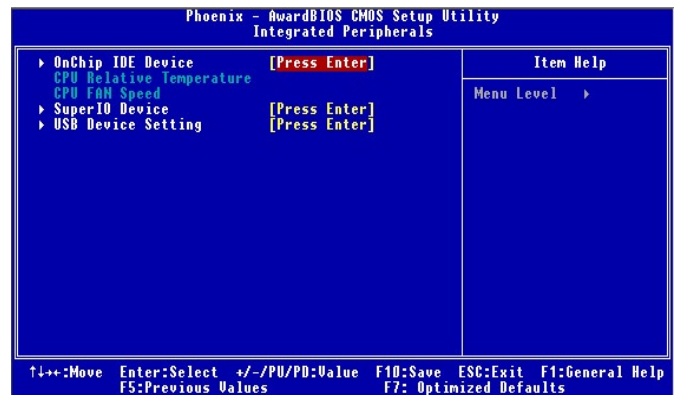 Phoenix - AwardBIOS CMOS Setup Utility
Integrated Peripherals
▸ OnChip IDE Device [Press Enter] Item Help
CPU Relative Temperature
CPU FAN Speed Menu Level ▸
▸ SuperIO Device [Press Enter]
▸ USB Device Setting [Press Enter]
↑↓→←:Move Enter:Select +/-/PU/PD:Value F10:Save ESC:Exit F1:General Help
F5:Previous Values F7: Optimized Defaults